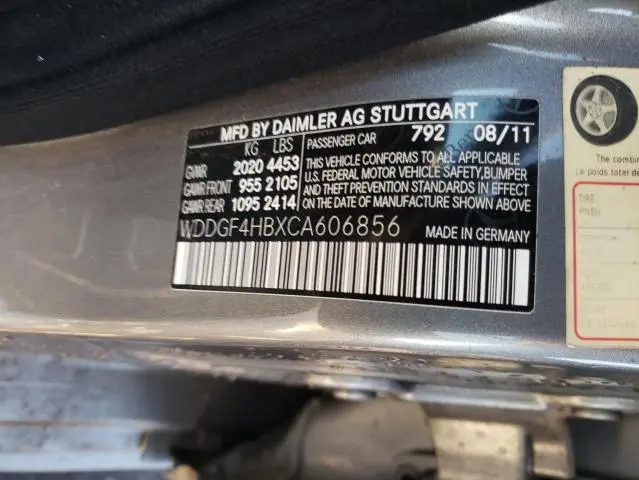 MFD BY DAIMLER AG STUTTGART
KG LBS PASSENGER CAR 792 08/11
GVWR 2020 4453 THIS VEHICLE CONFORMS TO ALL APPLICABLE
GAWR FRONT 955 2105 U.S. FEDERAL MOTOR VEHICLE SAFETY, BUMPER
GAWR REAR 1095 2414 AND THEFT PREVENTION STANDARDS IN EFFECT
ON THE DATE OF MANUFACTURE SHOWN ABOVE
WDDGF4HBXCA606856 MADE IN GERMANY
The combin
Le poids total de
TIRE
PNEU